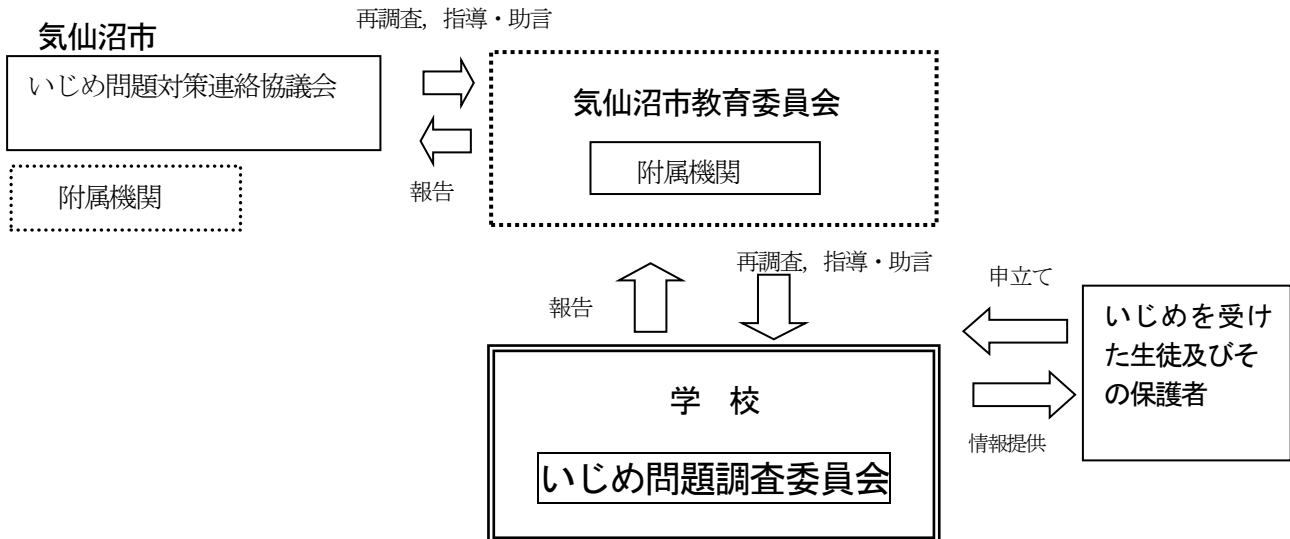 再調査，指導・助言
気仙沼市
いじめ問題対策連絡協議会
附属機関
報告
気仙沼市教育委員会
附属機関
再調査，指導・助言
報告
申立て
情報提供
いじめを受け
た生徒及びそ
の保護者
学　校
いじめ問題調査委員会